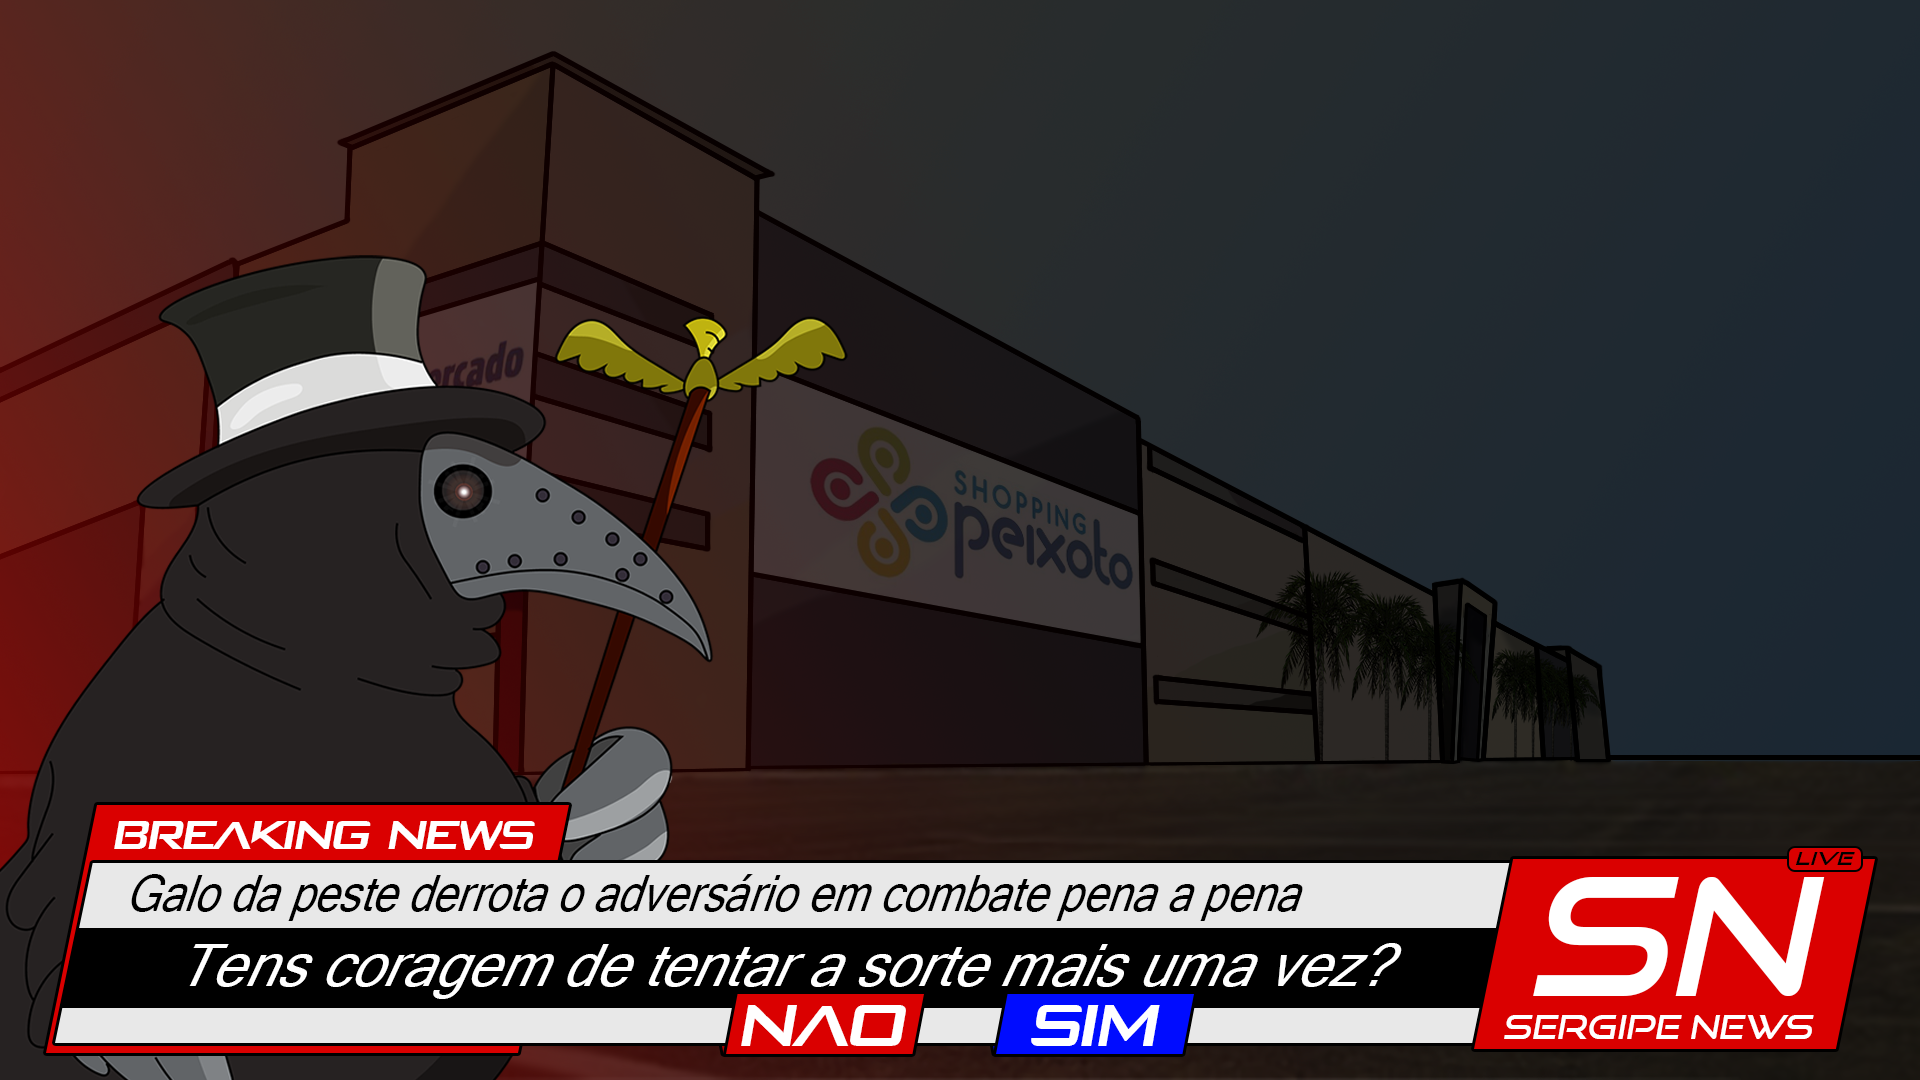 SHOPPING
peixoto
BREAKING NEWS
Galo da peste derrota o adversário em combate pena a pena
Tens coragem de tentar a sorte mais uma vez?
NAO
SIM
LIVE
SN
SERGIPE NEWS